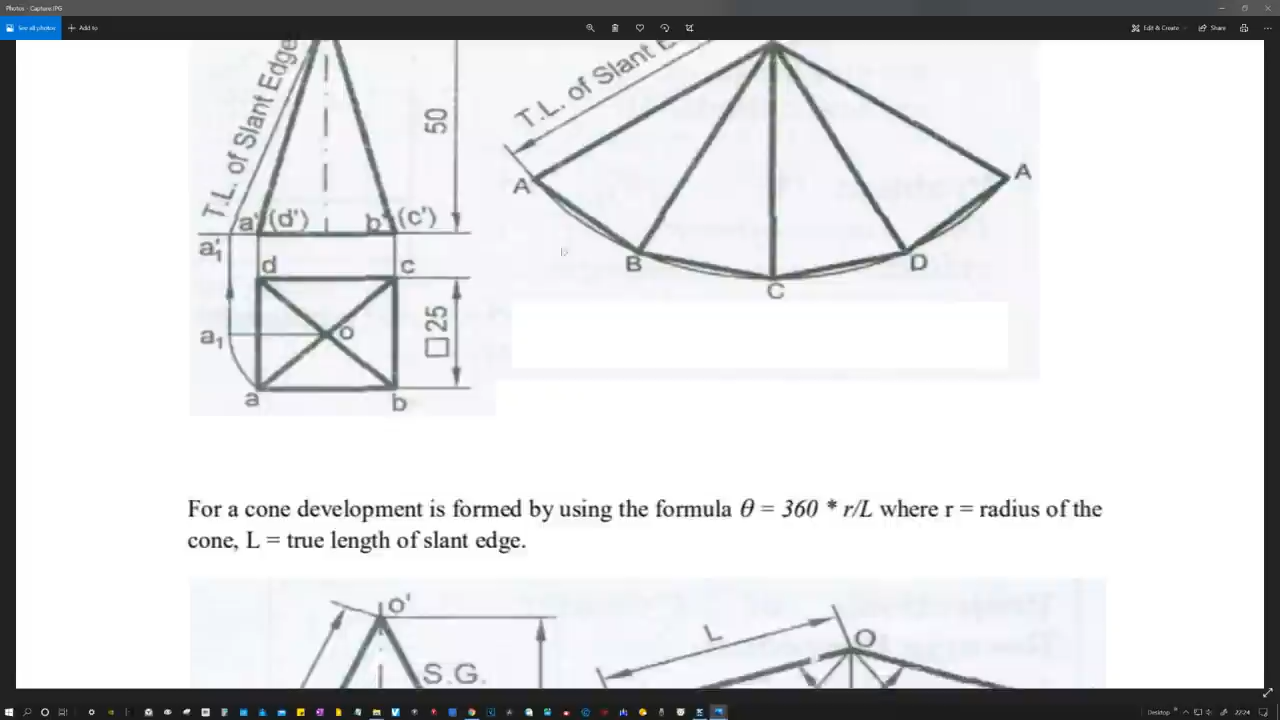 Photos - Capture.JPG
See all photos
Add to
Edit & Create
Share
T.L. of Slant Edge
50
a'(d')
b'(c')
a'₁
d
c
a₁
o
□25
a
b
T.L. of Slant E
A
A
B
D
C
For a cone development is formed by using the formula θ = 360 * r/L where r = radius of the
cone, L = true length of slant edge.
o'
L
O
S.G.
Desktop
22:24